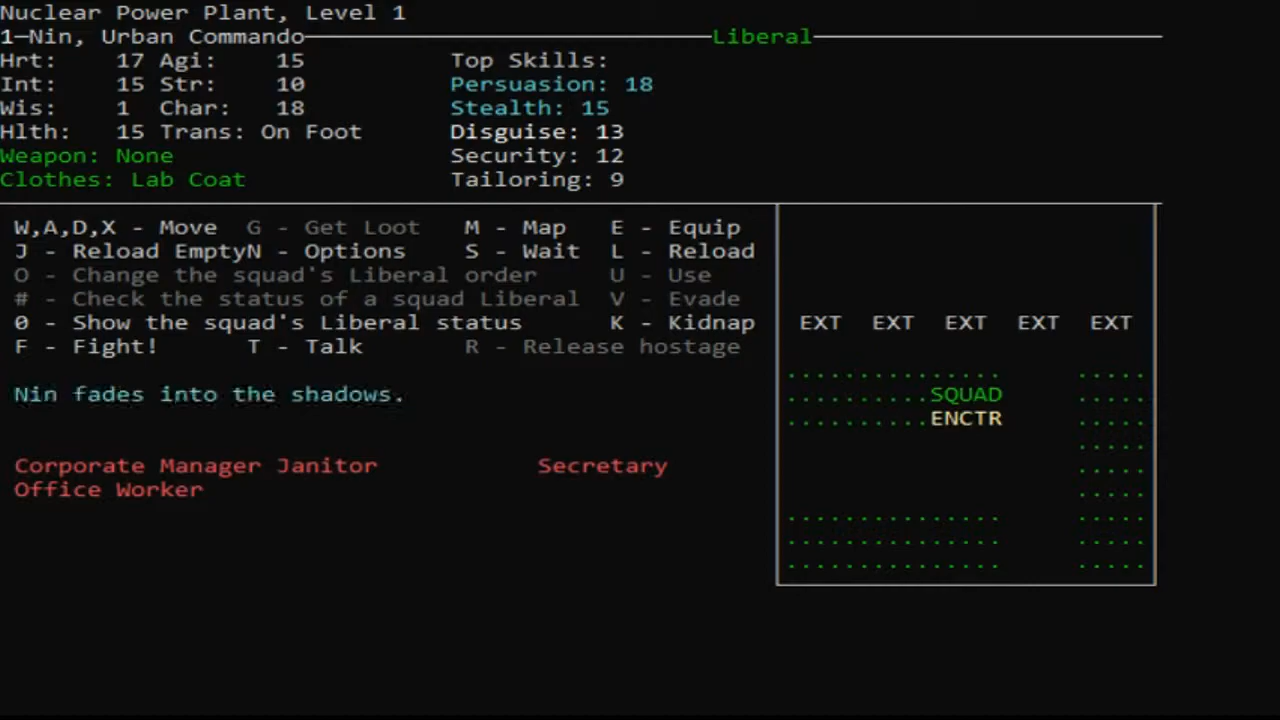 Nuclear Power Plant, Level 1
1—Nin, Urban Commando Liberal
Hrt: 17 Agi: 15 Top Skills:
Int: 15 Str: 10 Persuasion: 18
Wis: 1 Char: 18 Stealth: 15
Hlth: 15 Trans: On Foot Disguise: 13
Weapon: None Security: 12
Clothes: Lab Coat Tailoring: 9
W,A,D,X - Move G - Get Loot M - Map E - Equip
J - Reload EmptyN - Options S - Wait L - Reload
O - Change the squad's Liberal order U - Use
# - Check the status of a squad Liberal V - Evade
0 - Show the squad's Liberal status K - Kidnap EXT EXT EXT EXT EXT
F - Fight! T - Talk R - Release hostage
Nin fades into the shadows. SQUAD
ENCTR
Corporate Manager Janitor Secretary
Office Worker